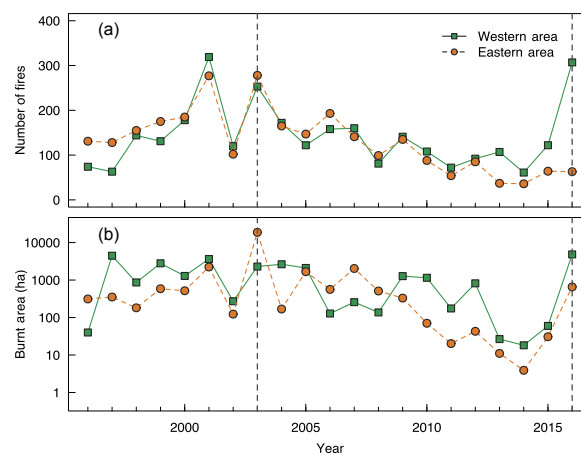 (a)
Western area
Eastern area
Number of fires
400
300
200
100
0
(b)
Burnt area (ha)
10000
1000
100
10
1
2000
2005
2010
2015
Year